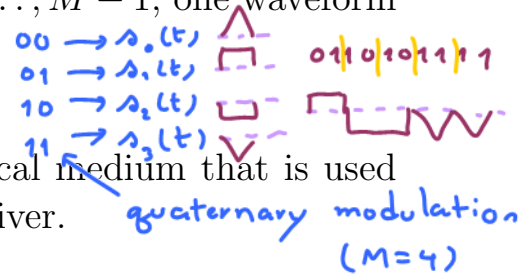 ..., M − 1, one waveform
00 → s₀(t)
01 → s₁(t)
10 → s₂(t)
11 → s₃(t)
01|10|10|11|11
cal medium that is used
iver.
quaternary modulation
(M=4)